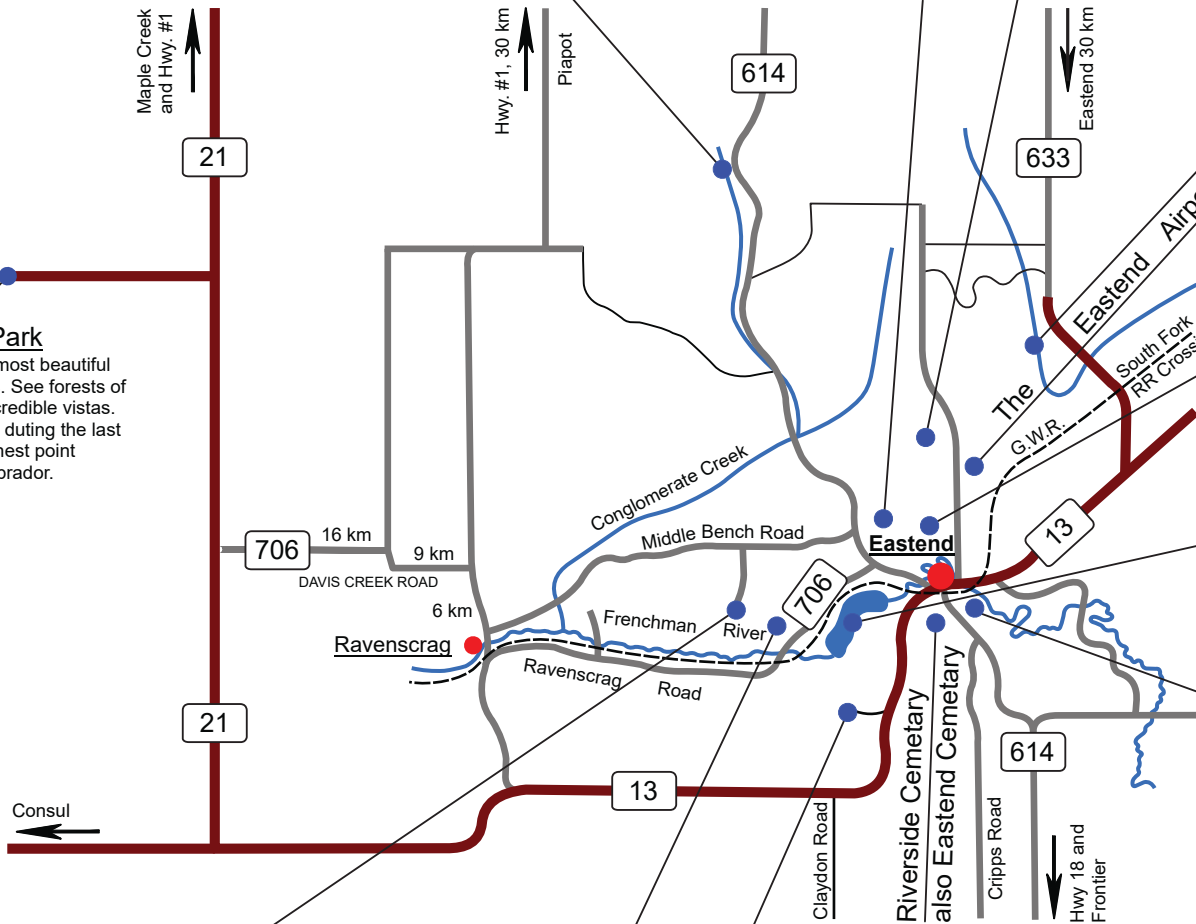 Maple Creek
and Hwy. #1
Hwy. #1, 30 km
Piapot
614
Eastend 30 km
21
633
Park
most beautiful
. See forests of
credible vistas.
duting the last
hest point
brador.
The Eastend Airp
South Fork
RR Crossi
G.W.R.
Conglomerate Creek
Middle Bench Road
Eastend
13
706
16 km
9 km
DAVIS CREEK ROAD
6 km
706
Frenchman
River
Ravenscrag
Ravenscrag
Road
21
13
614
Consul
Claydon Road
Riverside Cemetary
also Eastend Cemetary
Cripps Road
Hwy 18 and
Frontier